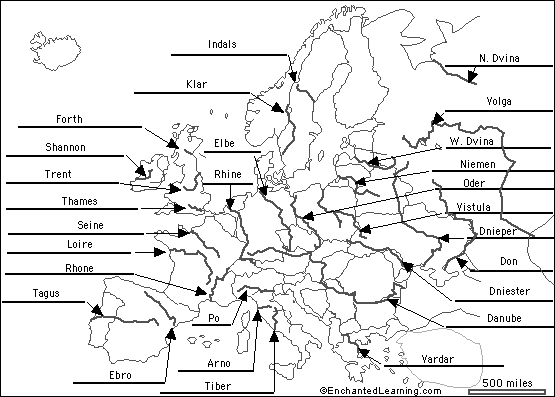 Indals
N. Dvina
Klar
Volga
Forth
Elbe
W. Dvina
Shannon
Niemen
Trent
Rhine
Oder
Thames
Vistula
Seine
Dnieper
Loire
Don
Rhone
Dniester
Tagus
Po
Danube
Arno
Vardar
Ebro
Tiber
500 miles
©EnchantedLearning.com